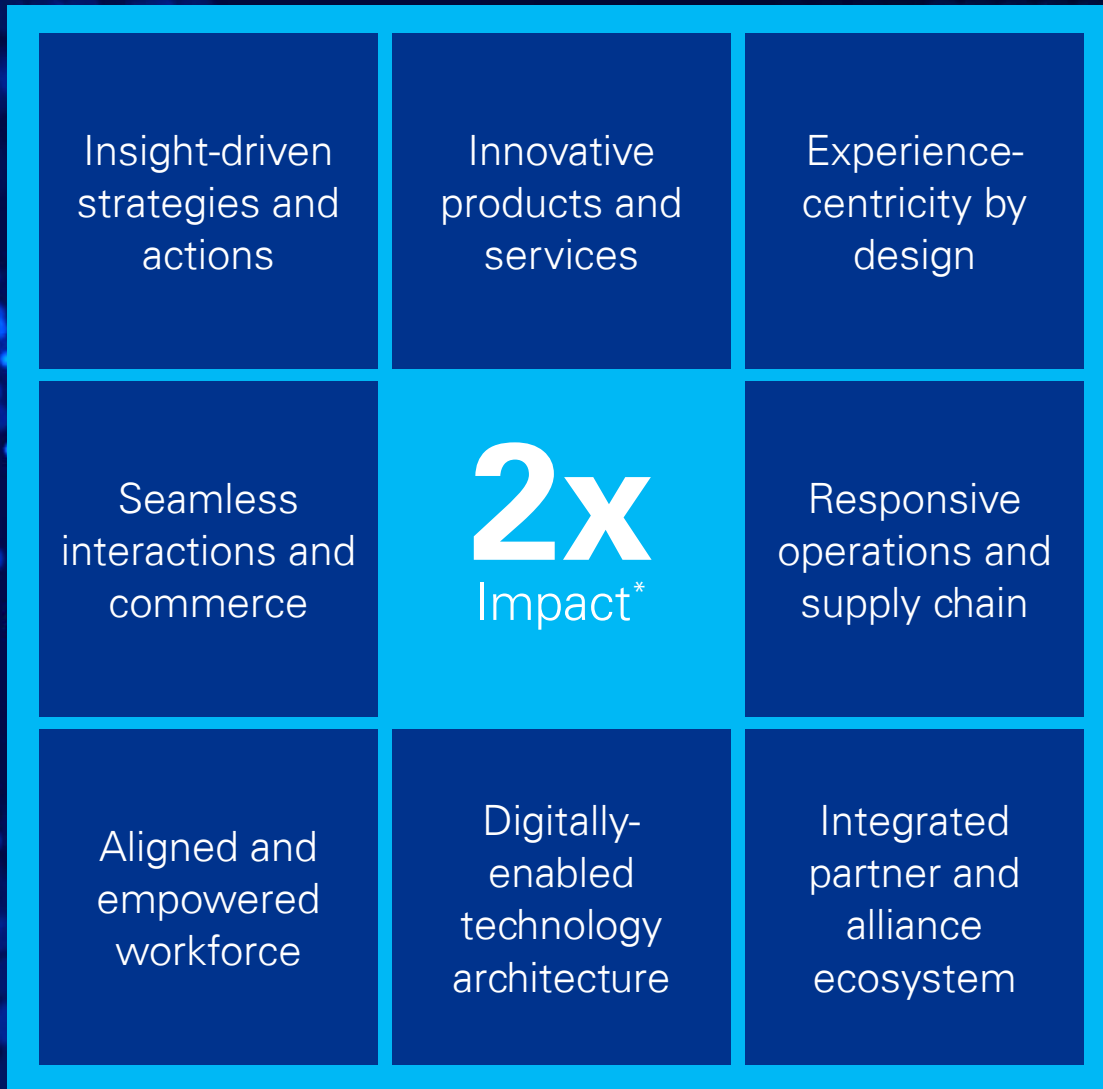 Insight-driven
strategies and
actions
Innovative
products and
services
Experience-
centricity by
design
Seamless
interactions and
commerce
2x
Impact*
Responsive
operations and
supply chain
Aligned and
empowered
workforce
Digitally-
enabled
technology
architecture
Integrated
partner and
alliance
ecosystem